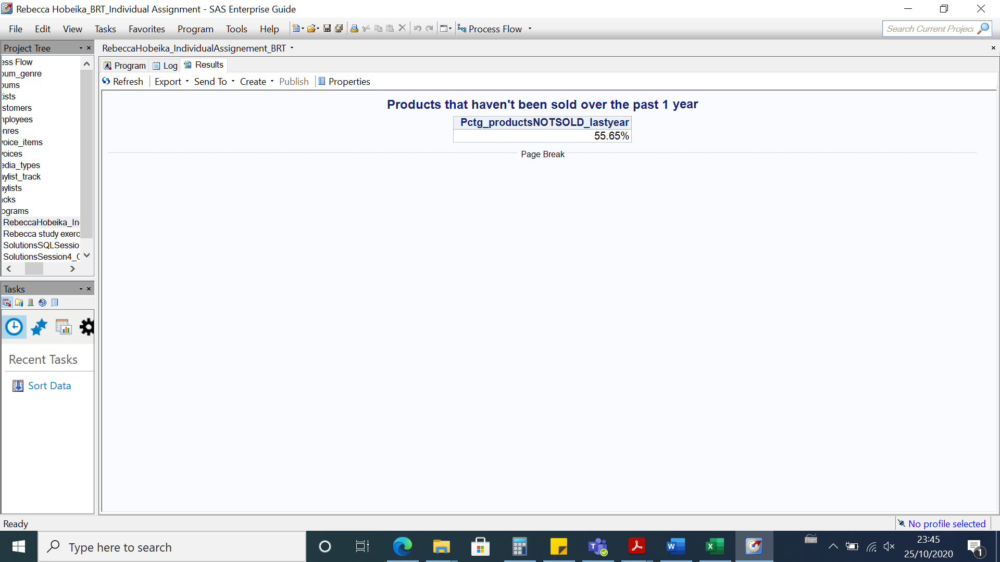 Rebecca Hobeika_BRT_Individual Assignment - SAS Enterprise Guide
File Edit View Tasks Favorites Program Tools Help Process Flow Search Current Project
Project Tree
RebeccaHobeika_IndividualAssignement_BRT
ess Flow
oum_genre
oums
tists
stomers
nployees
enres
voice_items
voices
edia_types
aylist_track
aylists
acks
ograms
RebeccaHobeika_In
Rebecca study exerc
SolutionsSQLSessio
SolutionsSession4_C
Program Log Results
Refresh Export Send To Create Publish Properties
Products that haven't been sold over the past 1 year
Pctg_productsNOTSOLD_lastyear
55.65%
Page Break
Tasks
Recent Tasks
Sort Data
Ready
No profile selected
Type here to search
23:45
25/10/2020
1